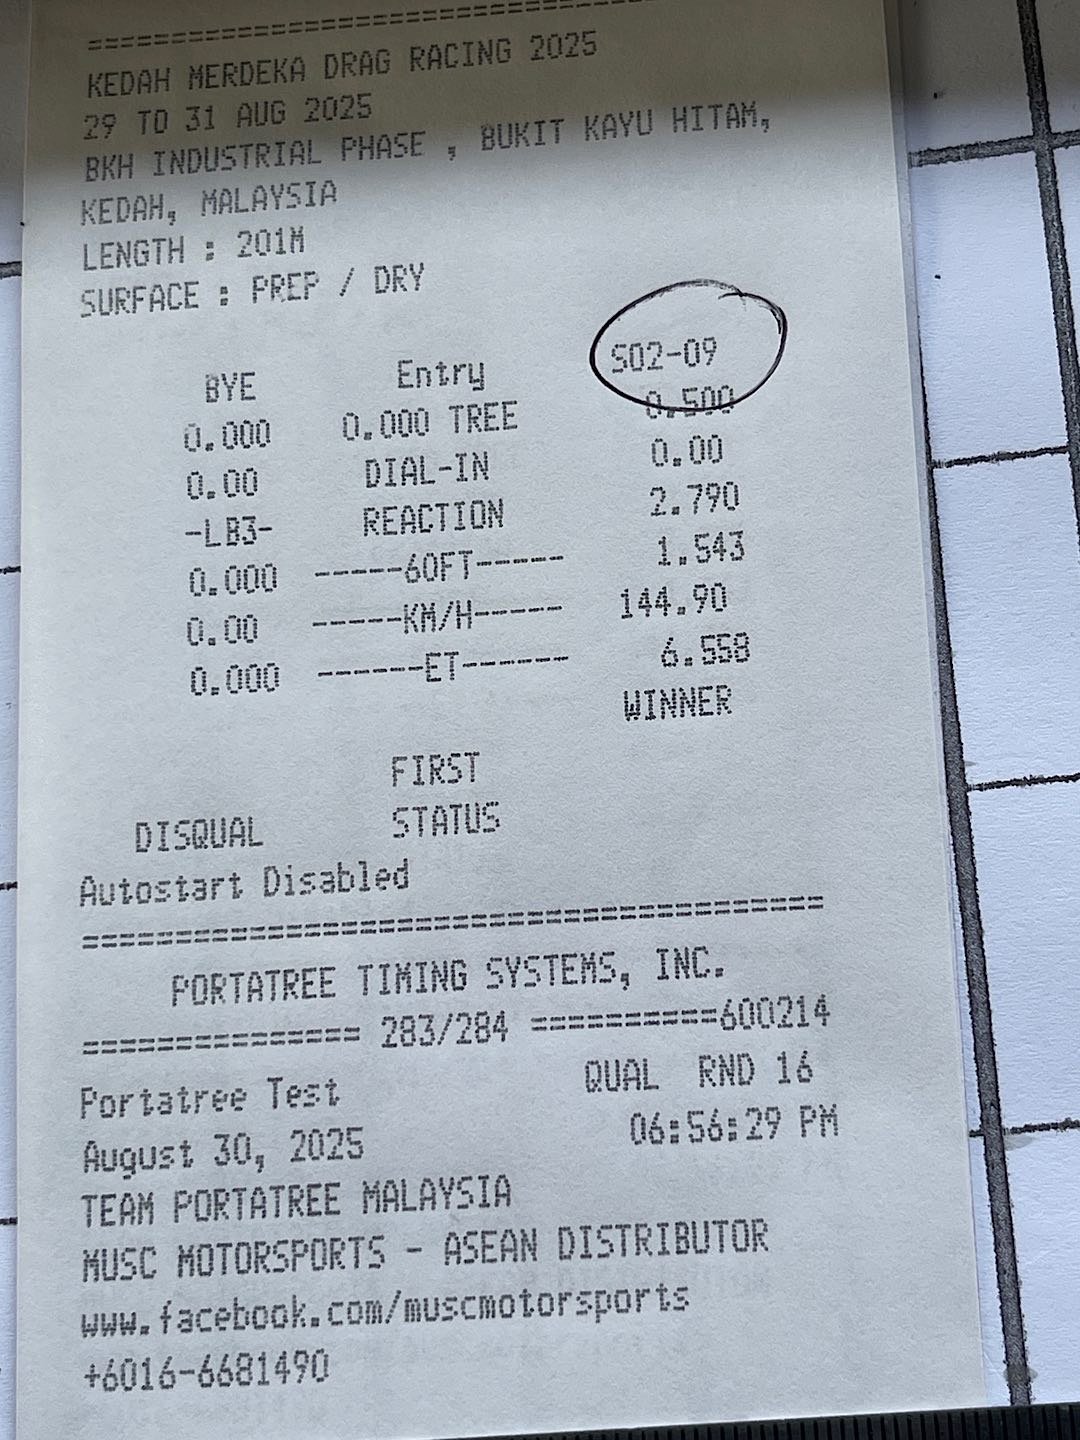 =================================
KEDAH MERDEKA DRAG RACING 2025
29 TO 31 AUG 2025
BKH INDUSTRIAL PHASE , BUKIT KAYU HITAM,
KEDAH, MALAYSIA
LENGTH : 201M
SURFACE : PREP / DRY
BYE Entry S02-09
0.000 0.000 TREE 0.500
0.00 DIAL-IN 0.00
-LB3- REACTION 2.790
0.000 -----60FT----- 1.543
0.00 -----KM/H----- 144.90
0.000 ------ET------ 6.558
WINNER
FIRST
DISQUAL STATUS
Autostart Disabled
========================================
PORTATREE TIMING SYSTEMS, INC.
=============== 283/284 ==========600214
Portatree Test QUAL RND 16
August 30, 2025 06:56:29 PM
TEAM PORTATREE MALAYSIA
MUSC MOTORSPORTS - ASEAN DISTRIBUTOR
www.facebook.com/muscmotorsports
+6016-6681490